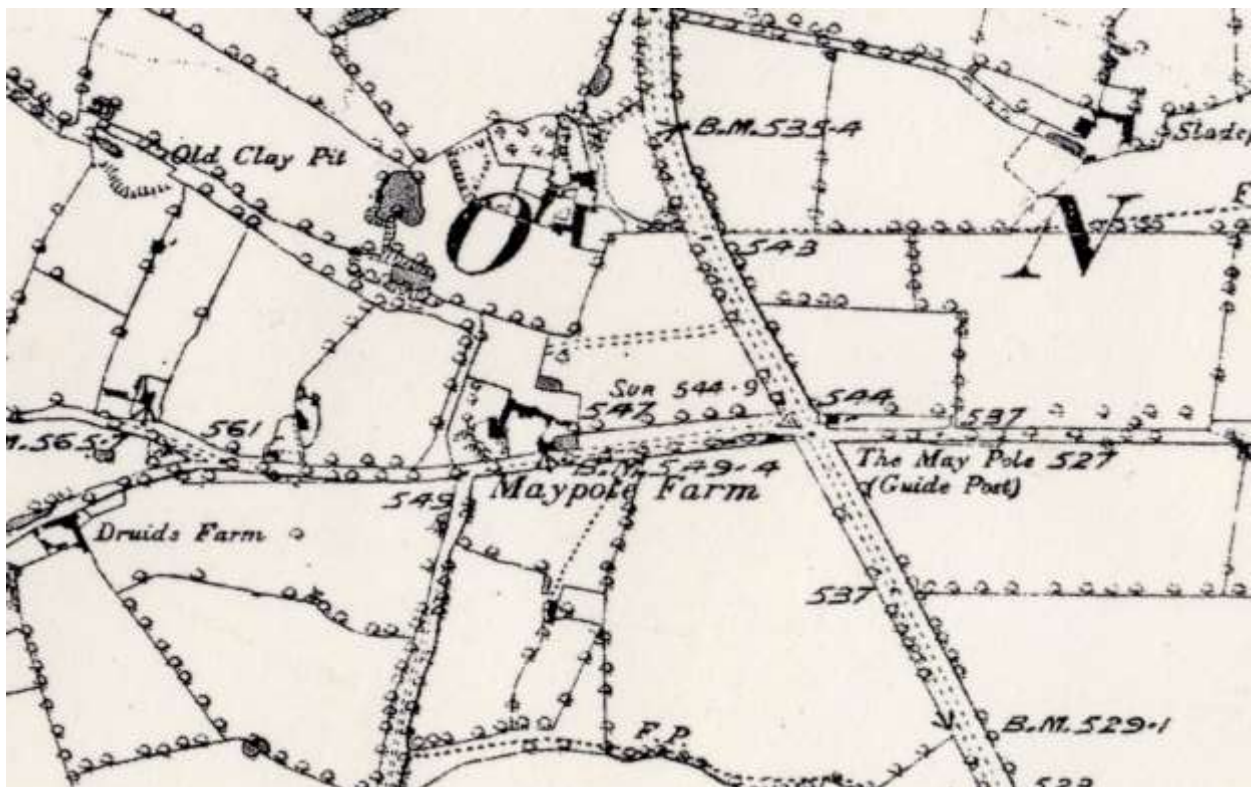 B.M.535·4
Old Clay Pit
O
N
543
Sur 544·9
544
547
537
561
The May Pole 527
(Guide Post)
B.M.549·4
549
Maypole Farm
Druids Farm
537
F.P.
B.M.529·1